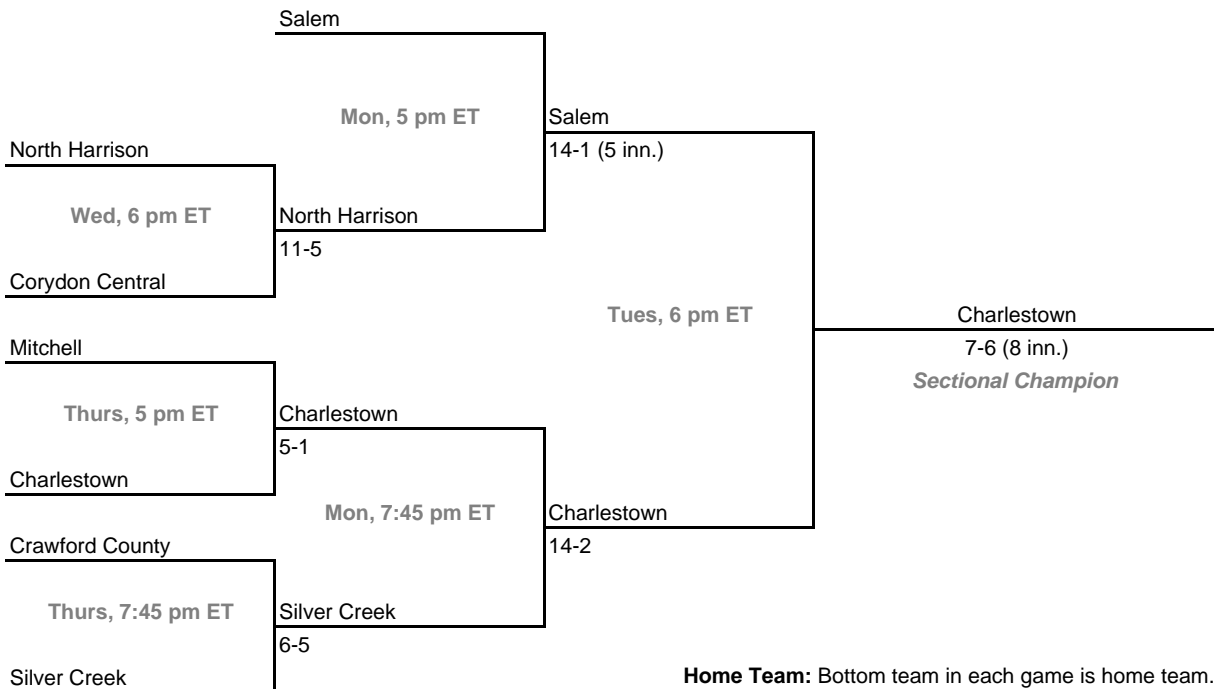 Salem
Mon, 5 pm ET
Salem
North Harrison
14-1 (5 inn.)
Wed, 6 pm ET
North Harrison
11-5
Corydon Central
Tues, 6 pm ET
Charlestown
Mitchell
7-6 (8 inn.)
Sectional Champion
Thurs, 5 pm ET
Charlestown
5-1
Charlestown
Mon, 7:45 pm ET
Charlestown
Crawford County
14-2
Thurs, 7:45 pm ET
Silver Creek
6-5
Silver Creek
Home Team: Bottom team in each game is home team.